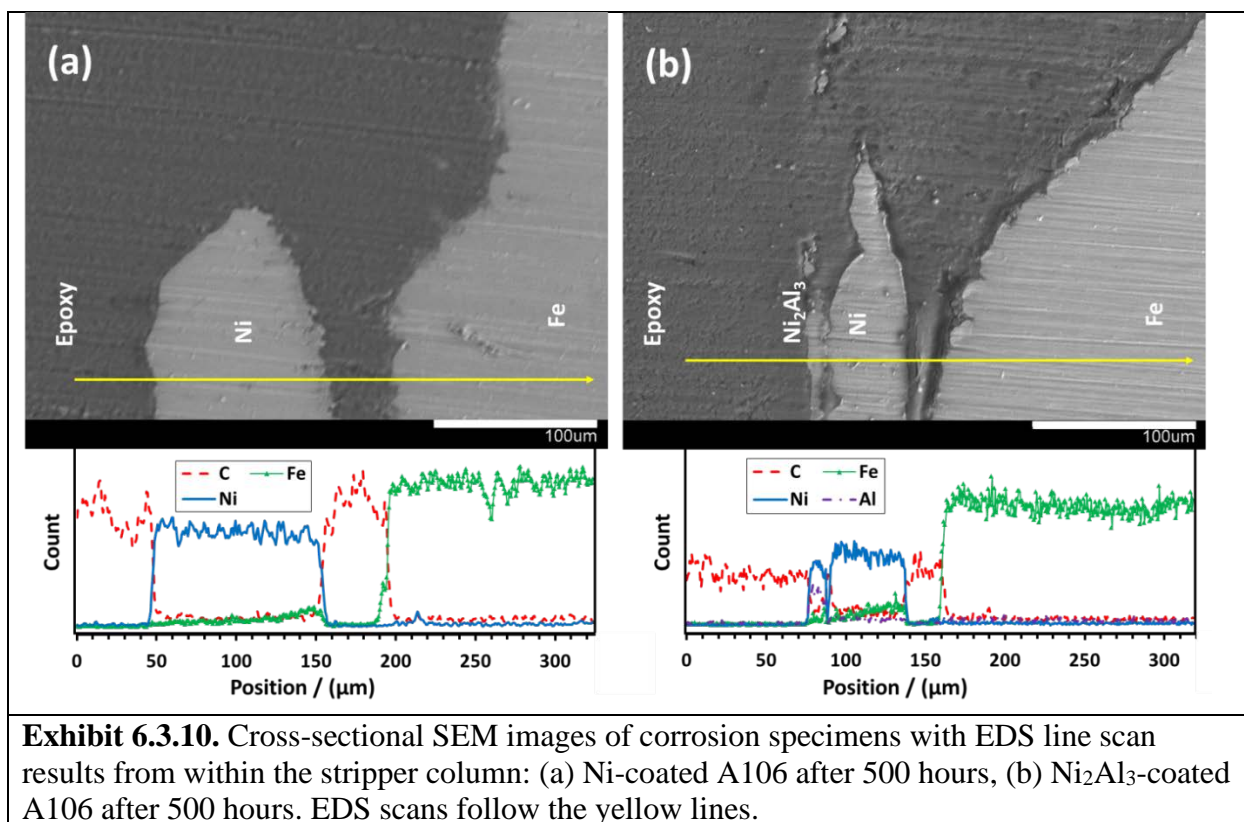 (a)
Epoxy
Ni
Fe
100um
(b)
Epoxy
Ni₂Al₃
Ni
Fe
100um
Count
C Fe
Ni
0 50 100 150 200 250 300
Position / (μm)
Count
C Fe
Ni Al
0 50 100 150 200 250 300
Position / (μm)
Exhibit 6.3.10. Cross-sectional SEM images of corrosion specimens with EDS line scan
results from within the stripper column: (a) Ni-coated A106 after 500 hours, (b) Ni₂Al₃-coated
A106 after 500 hours. EDS scans follow the yellow lines.